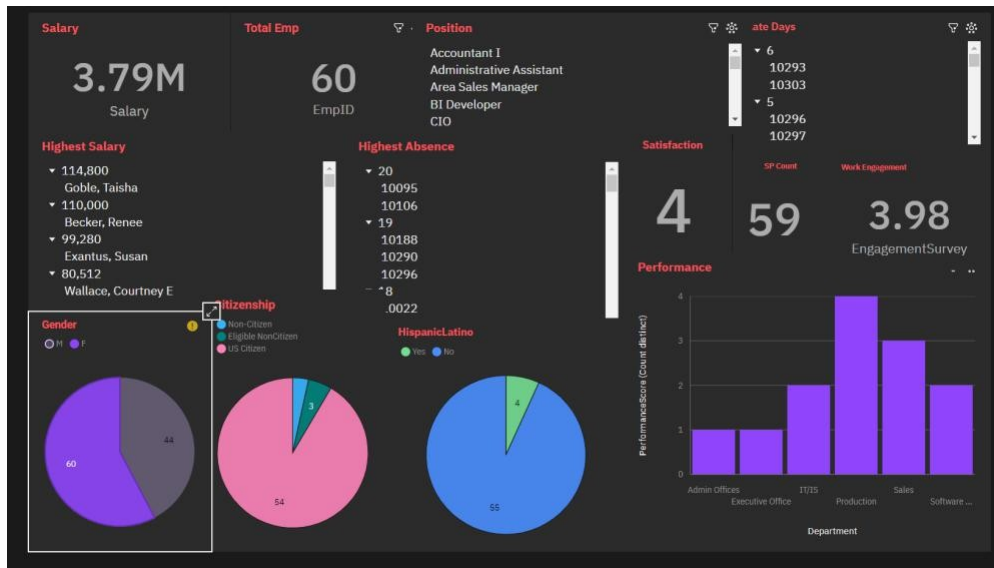 Salary
3.79M
Salary
Total Emp
60
EmpID
Position
Accountant I
Administrative Assistant
Area Sales Manager
BI Developer
CIO
ate Days
6
10293
10303
5
10296
10297
Highest Salary
114,800
Goble, Taisha
110,000
Becker, Renee
99,280
Exantus, Susan
80,512
Wallace, Courtney E
Highest Absence
20
10095
10106
19
10188
10290
10296
8
.0022
Satisfaction
4
SP Count
59
Work Engagement
3.98
EngagementSurvey
Gender
M F
44
60
Citizenship
Non-Citizen
Eligible NonCitizen
US Citizen
3
54
HispanicLatino
Yes No
4
55
Performance
PerformanceScore (Count distinct)
4
3
2
1
0
Admin Offices
Executive Office
IT/IS
Production
Sales
Software ...
Department